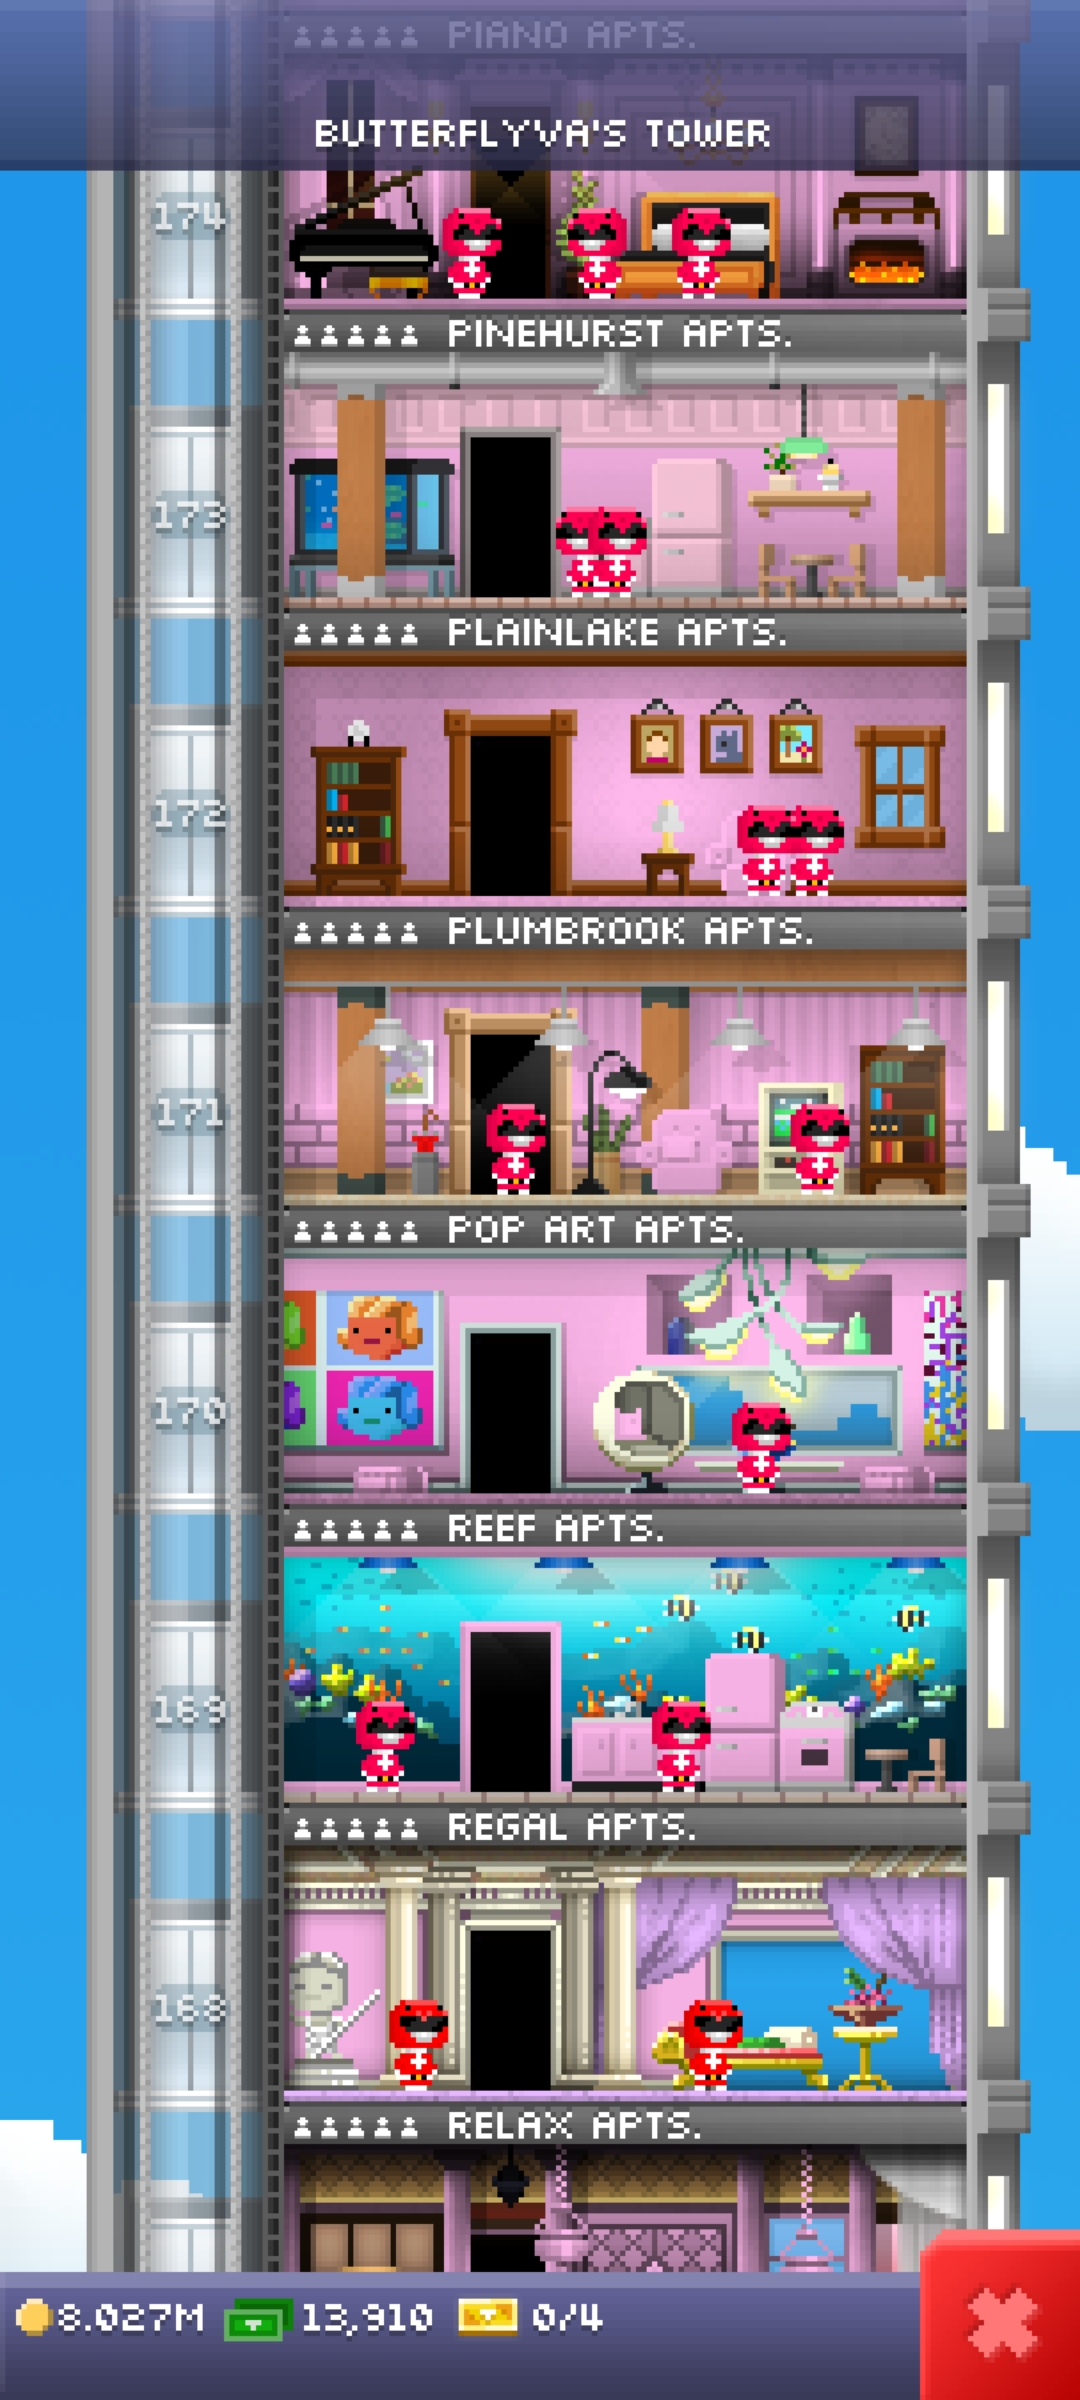 PIANO APTS.
BUTTERFLYVA'S TOWER
174
PINEHURST APTS.
173
PLAINLAKE APTS.
172
PLUMBROOK APTS.
171
POP ART APTS.
170
REEF APTS.
169
REGAL APTS.
168
RELAX APTS.
8.027M 13,910 0/4